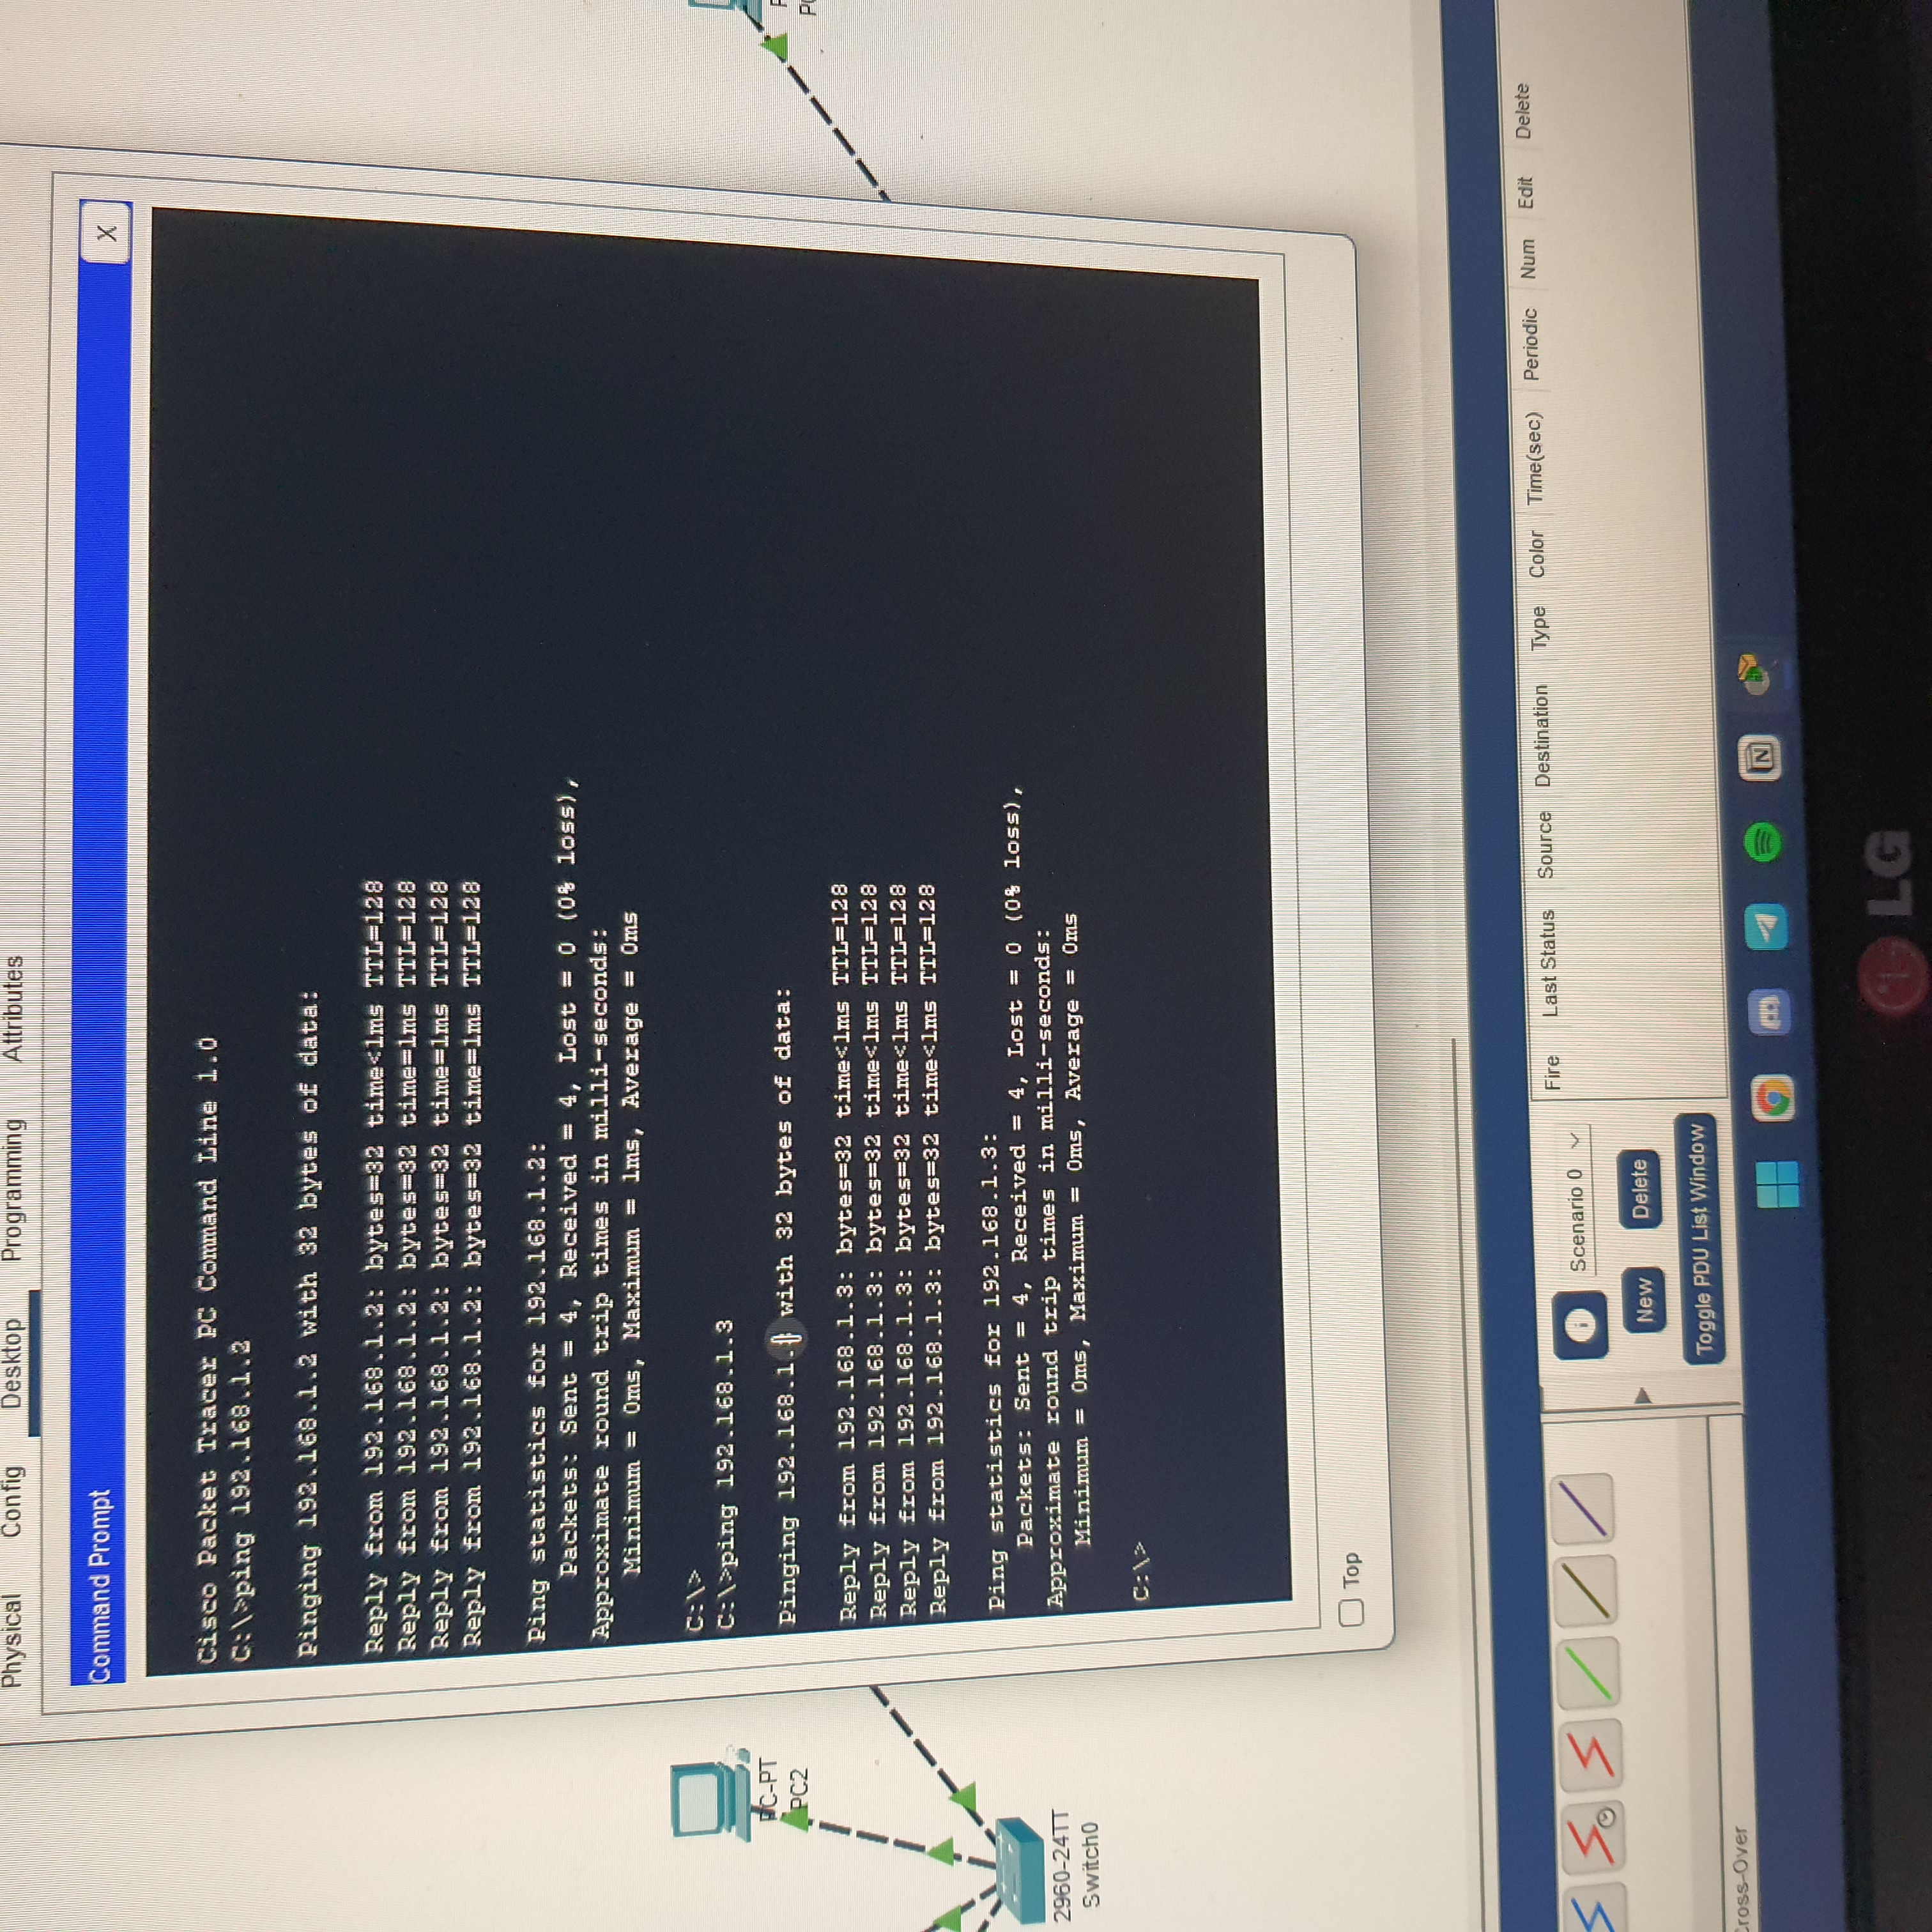 Physical Config Desktop Programming Attributes
Command Prompt X
Cisco Packet Tracer PC Command Line 1.0
C:\>ping 192.168.1.2
Pinging 192.168.1.2 with 32 bytes of data:
Reply from 192.168.1.2: bytes=32 time<1ms TTL=128
Reply from 192.168.1.2: bytes=32 time=1ms TTL=128
Reply from 192.168.1.2: bytes=32 time=1ms TTL=128
Reply from 192.168.1.2: bytes=32 time=1ms TTL=128
Ping statistics for 192.168.1.2:
Packets: Sent = 4, Received = 4, Lost = 0 (0% loss),
Approximate round trip times in milli-seconds:
Minimum = 0ms, Maximum = 1ms, Average = 0ms
C:\>
C:\>ping 192.168.1.3
Pinging 192.168.1. with 32 bytes of data:
Reply from 192.168.1.3: bytes=32 time<1ms TTL=128
Reply from 192.168.1.3: bytes=32 time<1ms TTL=128
Reply from 192.168.1.3: bytes=32 time<1ms TTL=128
Reply from 192.168.1.3: bytes=32 time<1ms TTL=128
Ping statistics for 192.168.1.3:
Packets: Sent = 4, Received = 4, Lost = 0 (0% loss),
Approximate round trip times in milli-seconds:
Minimum = 0ms, Maximum = 0ms, Average = 0ms
C:\>
Top
PC-PT
PC2
2960-24TT
Switch0
Fire Last Status Source Destination Type Color Time(sec) Periodic Num Edit Delete
Scenario 0
New Delete
Toggle PDU List Window
Cross-Over
LG